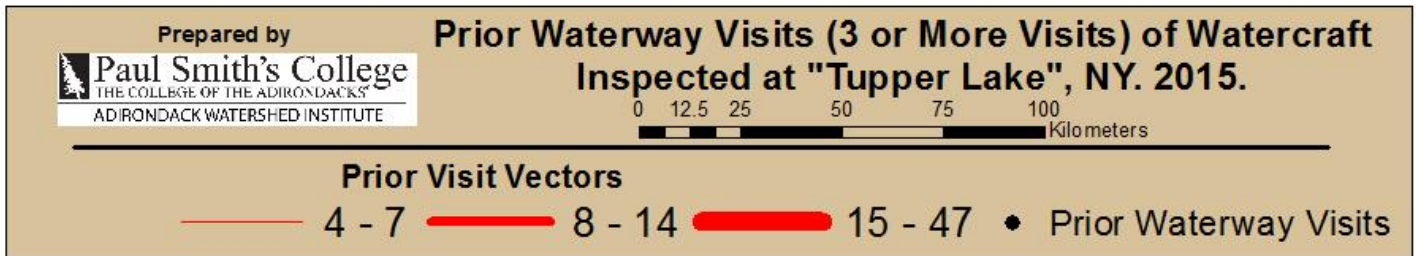 Prepared by
Paul Smith's College
THE COLLEGE OF THE ADIRONDACKS
ADIRONDACK WATERSHED INSTITUTE
Prior Waterway Visits (3 or More Visits) of Watercraft
Inspected at "Tupper Lake", NY. 2015.
0 12.5 25 50 75 100
Kilometers
Prior Visit Vectors
4 - 7 8 - 14 15 - 47 Prior Waterway Visits